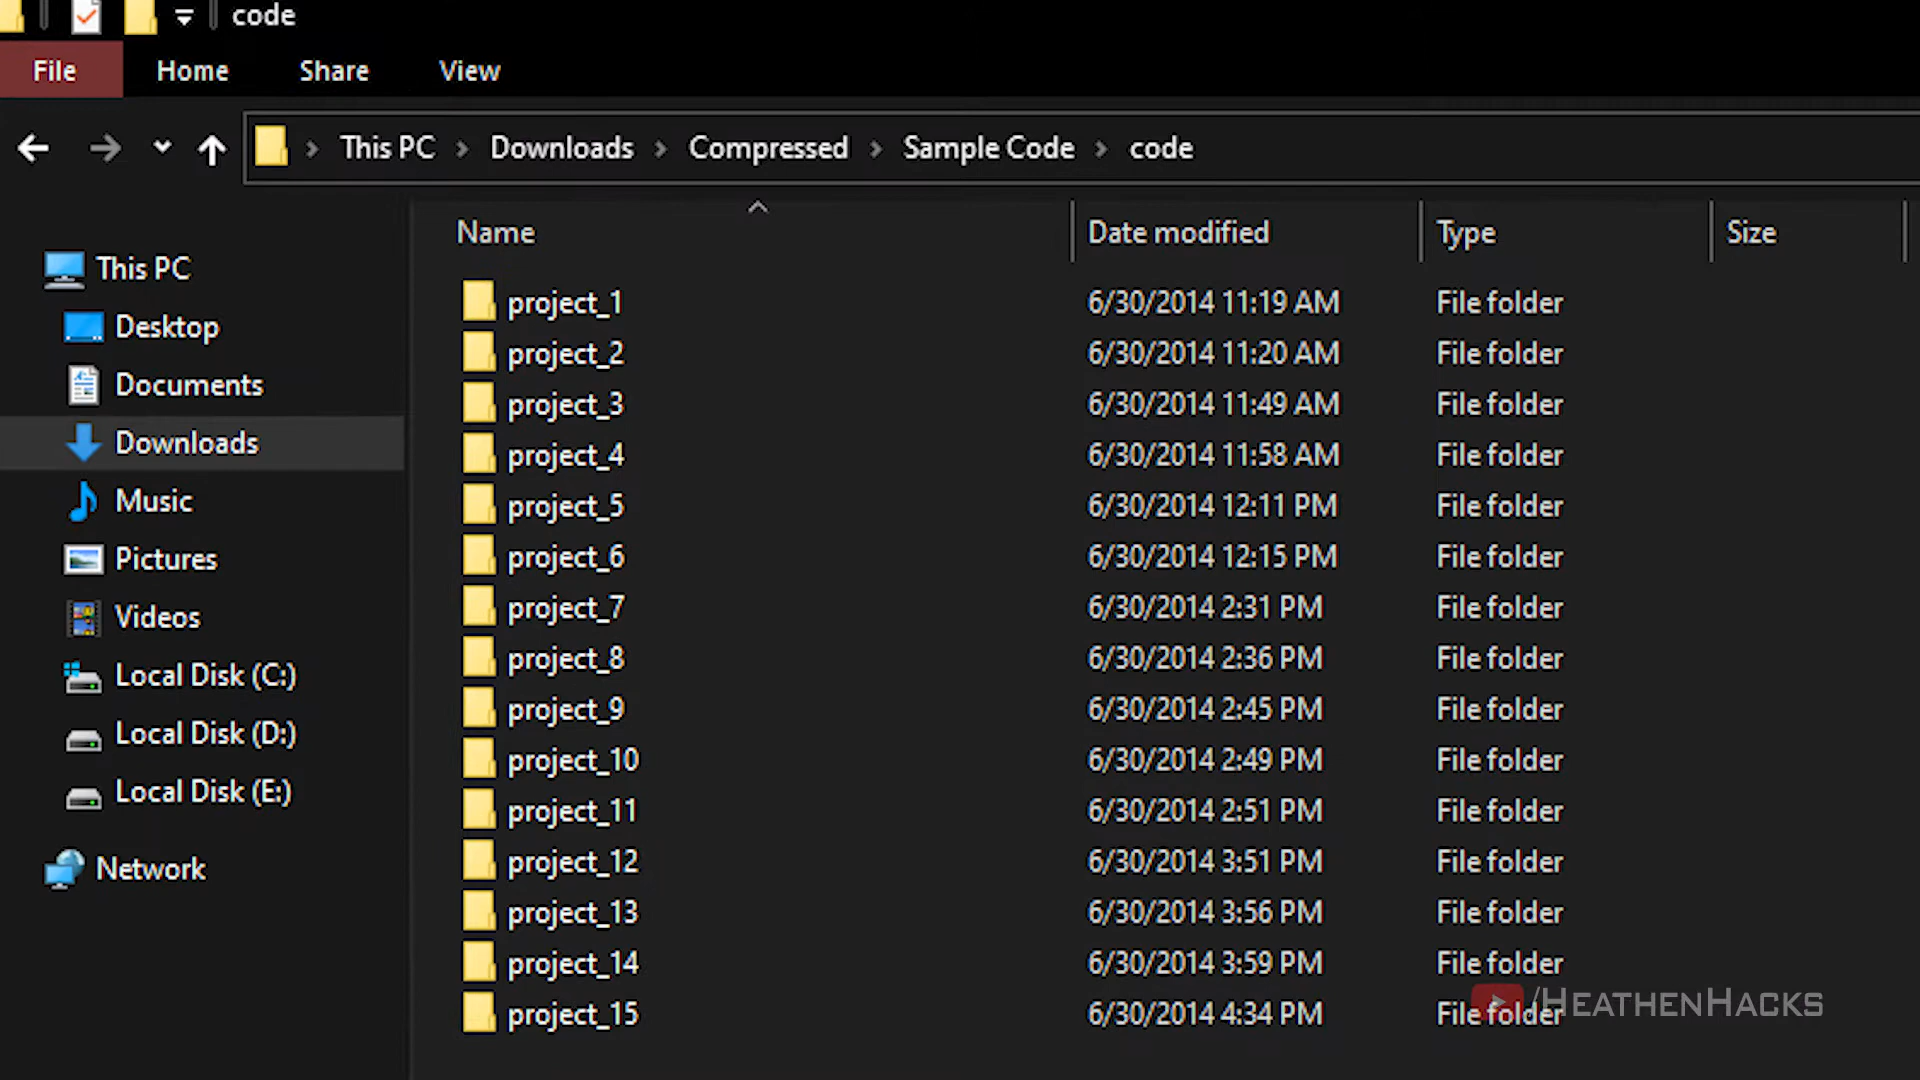 code
File Home Share View
This PC > Downloads > Compressed > Sample Code > code
Name Date modified Type Size
This PC
Desktop
Documents
Downloads
Music
Pictures
Videos
Local Disk (C:)
Local Disk (D:)
Local Disk (E:)
Network
project_1 6/30/2014 11:19 AM File folder
project_2 6/30/2014 11:20 AM File folder
project_3 6/30/2014 11:49 AM File folder
project_4 6/30/2014 11:58 AM File folder
project_5 6/30/2014 12:11 PM File folder
project_6 6/30/2014 12:15 PM File folder
project_7 6/30/2014 2:31 PM File folder
project_8 6/30/2014 2:36 PM File folder
project_9 6/30/2014 2:45 PM File folder
project_10 6/30/2014 2:49 PM File folder
project_11 6/30/2014 2:51 PM File folder
project_12 6/30/2014 3:51 PM File folder
project_13 6/30/2014 3:56 PM File folder
project_14 6/30/2014 3:59 PM File folder
project_15 6/30/2014 4:34 PM File folder
/HEATHENHACKS